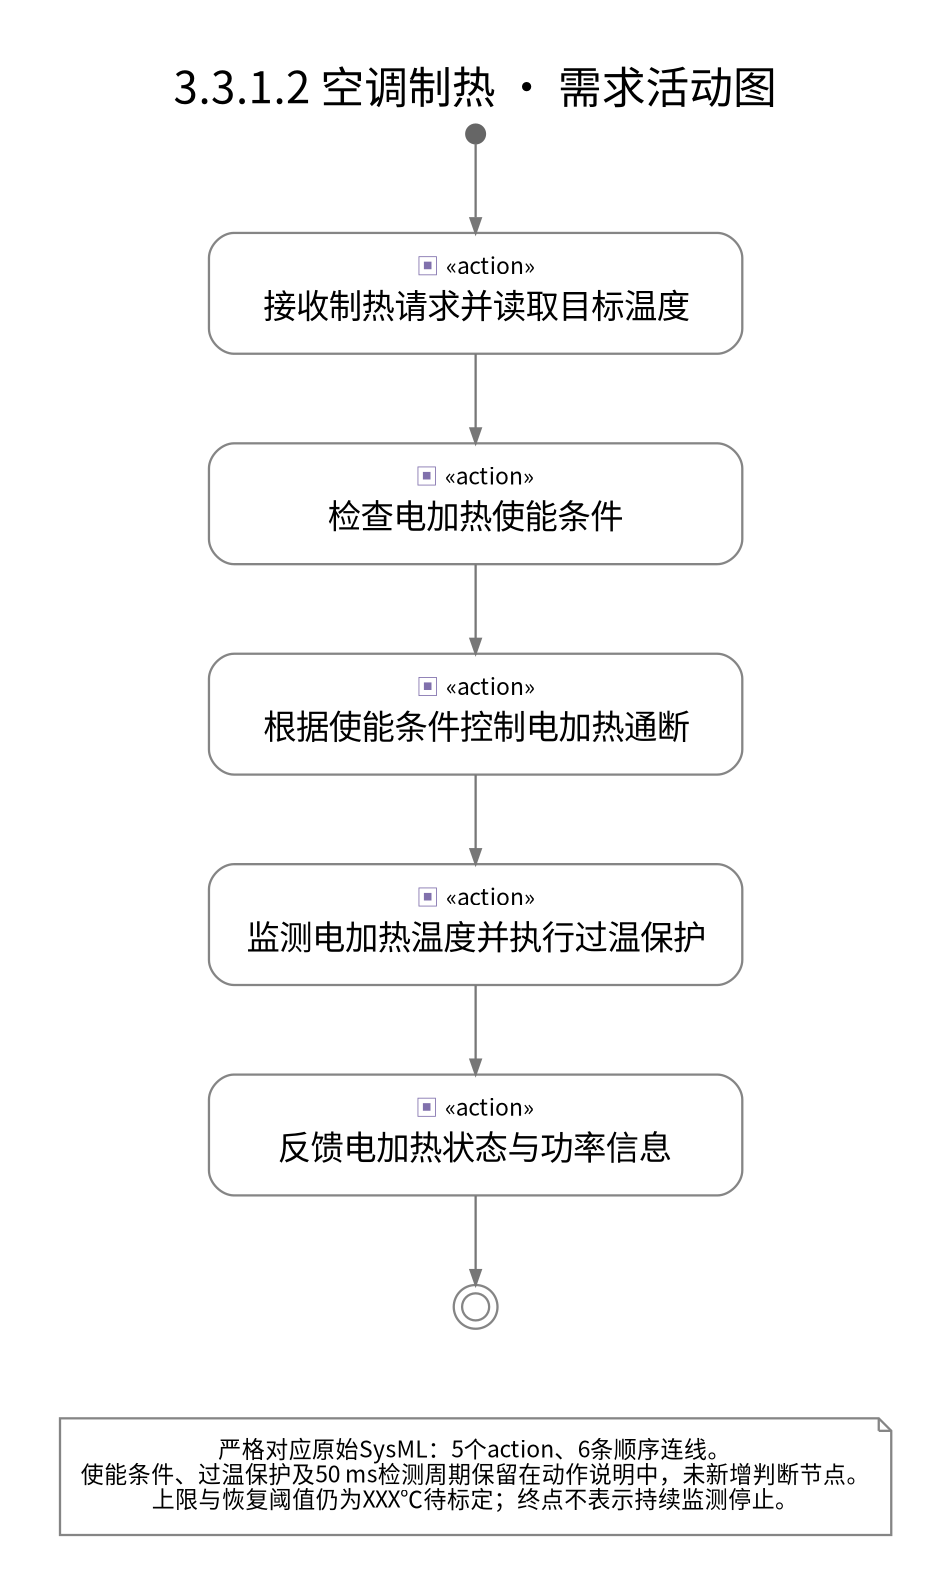 3.3.1.2 空调制热 · 需求活动图
«action»
接收制热请求并读取目标温度
«action»
检查电加热使能条件
«action»
根据使能条件控制电加热通断
«action»
监测电加热温度并执行过温保护
«action»
反馈电加热状态与功率信息
严格对应原始SysML：5个action、6条顺序连线。
使能条件、过温保护及50 ms检测周期保留在动作说明中，未新增判断节点。
上限与恢复阈值仍为XXX℃待标定；终点不表示持续监测停止。